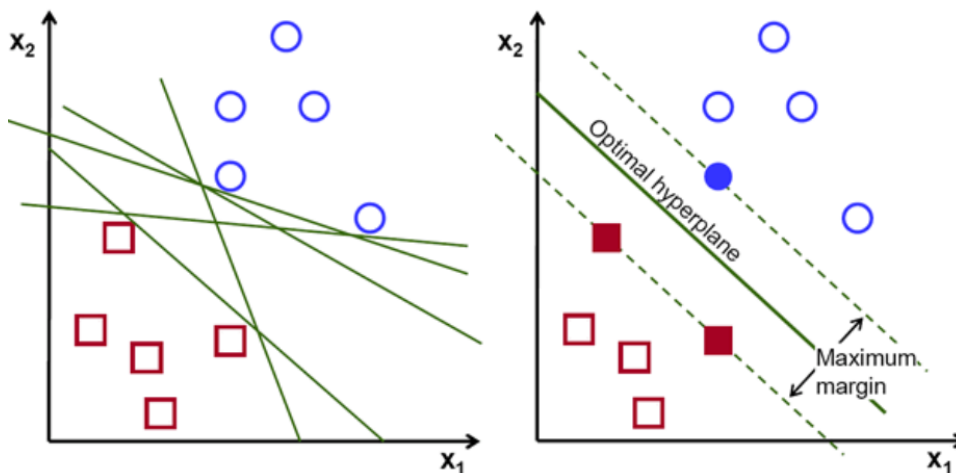 x₂
x₁
x₂
Optimal hyperplane
Maximum
margin
x₁